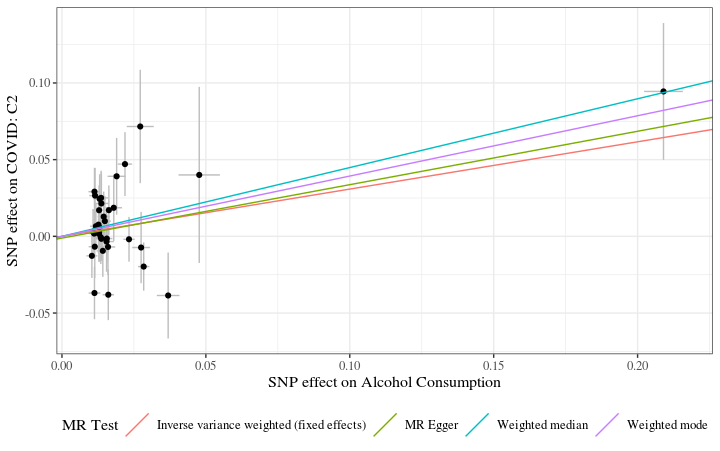 SNP effect on COVID: C2
0.10
0.05
0.00
-0.05
0.00 0.05 0.10 0.15 0.20
SNP effect on Alcohol Consumption
MR Test Inverse variance weighted (fixed effects) MR Egger Weighted median Weighted mode